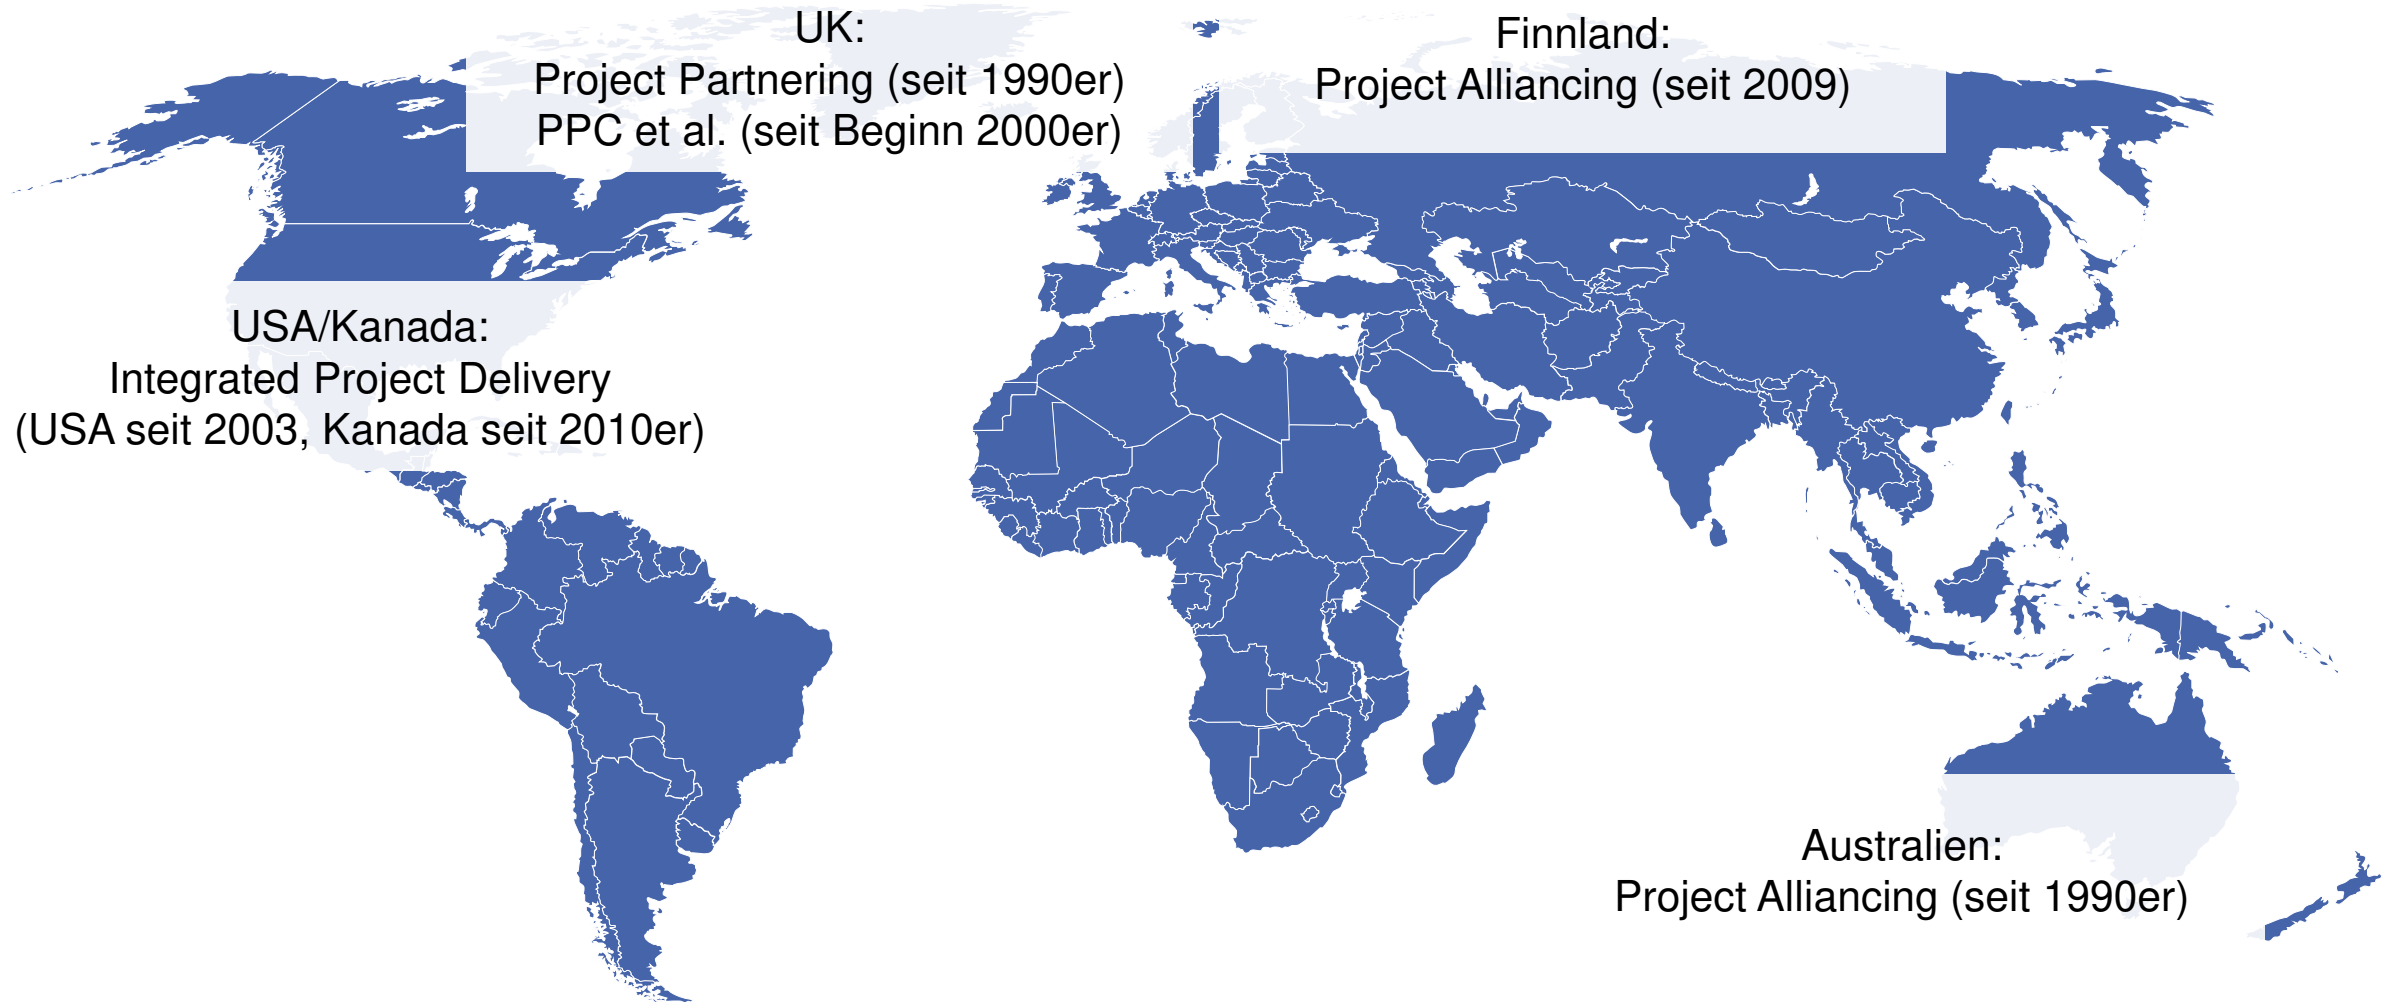 UK:
Project Partnering (seit 1990er)
PPC et al. (seit Beginn 2000er)
Finnland:
Project Alliancing (seit 2009)
USA/Kanada:
Integrated Project Delivery
(USA seit 2003, Kanada seit 2010er)
Australien:
Project Alliancing (seit 1990er)